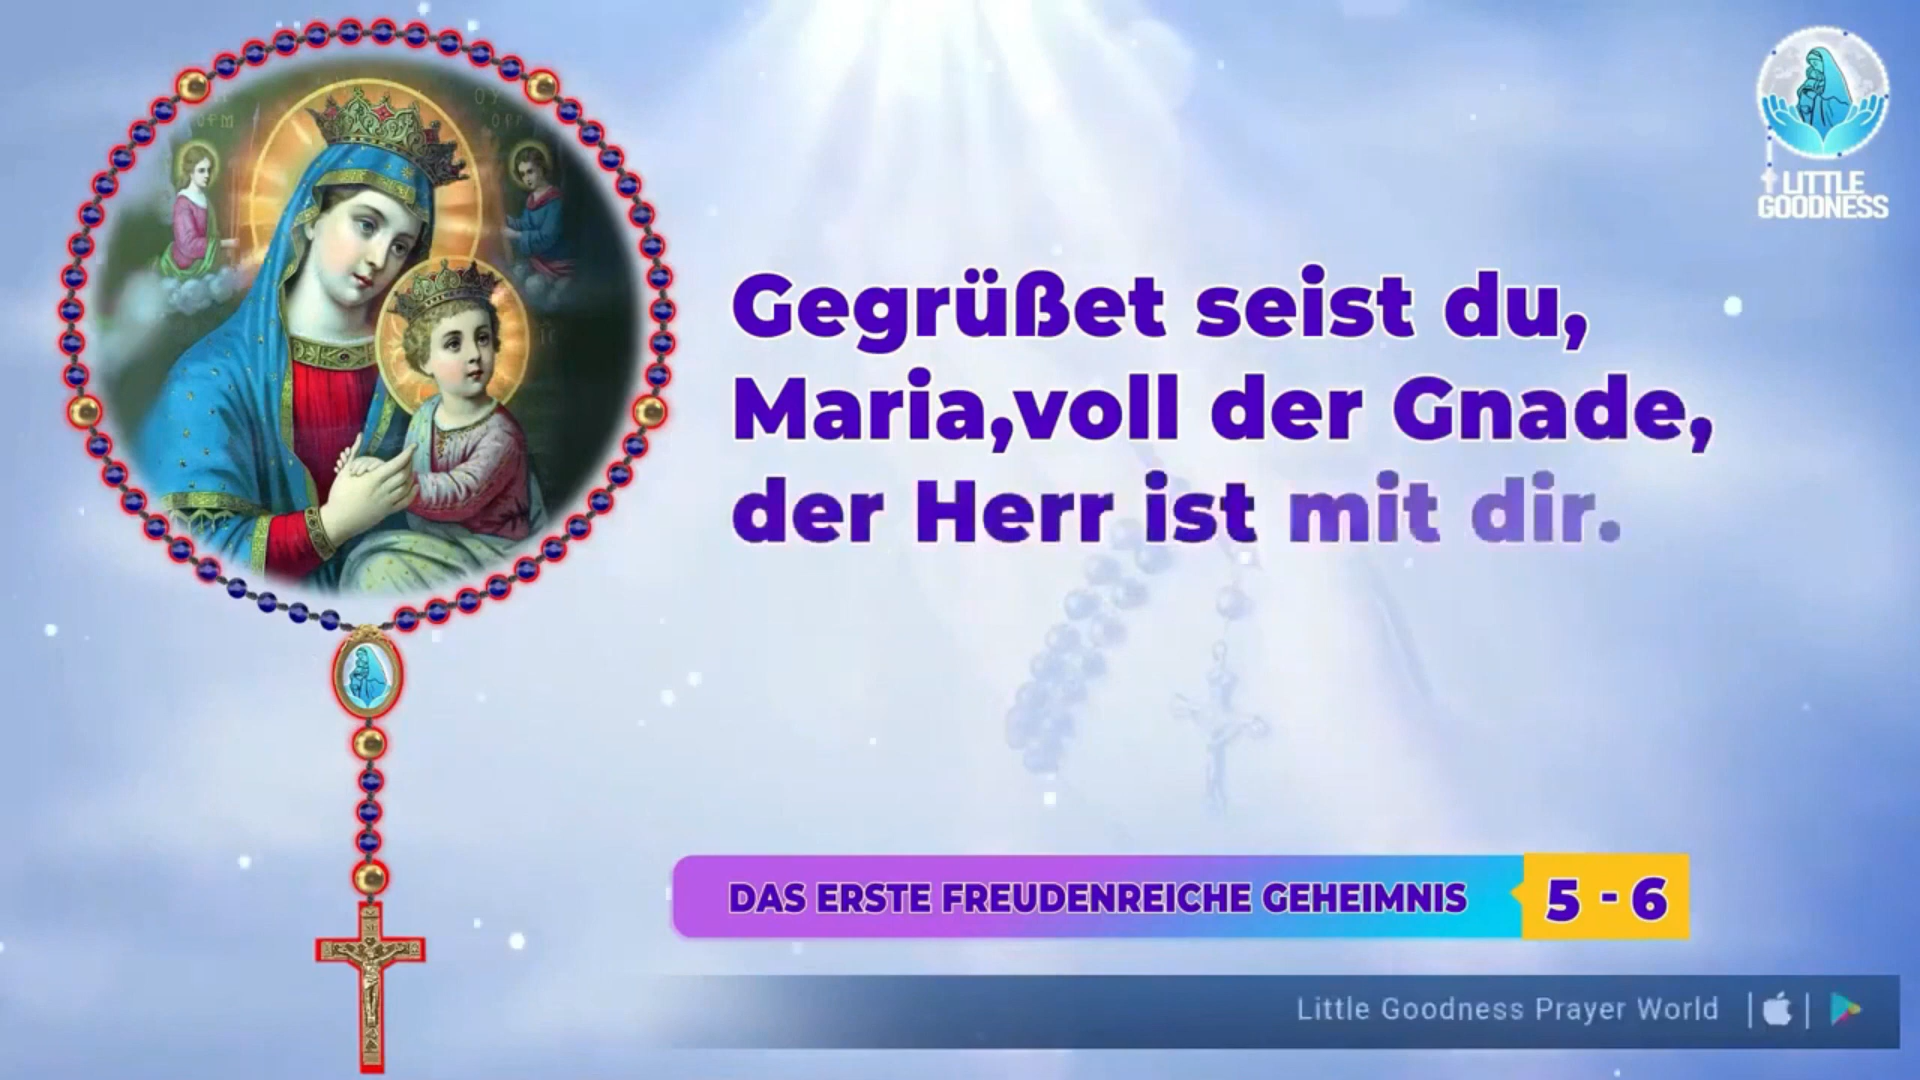 LITTLE
GOODNESS
Gegrüßet seist du,
Maria,voll der Gnade,
der Herr ist mit dir.
DAS ERSTE FREUDENREICHE GEHEIMNIS
5 - 6
Little Goodness Prayer World